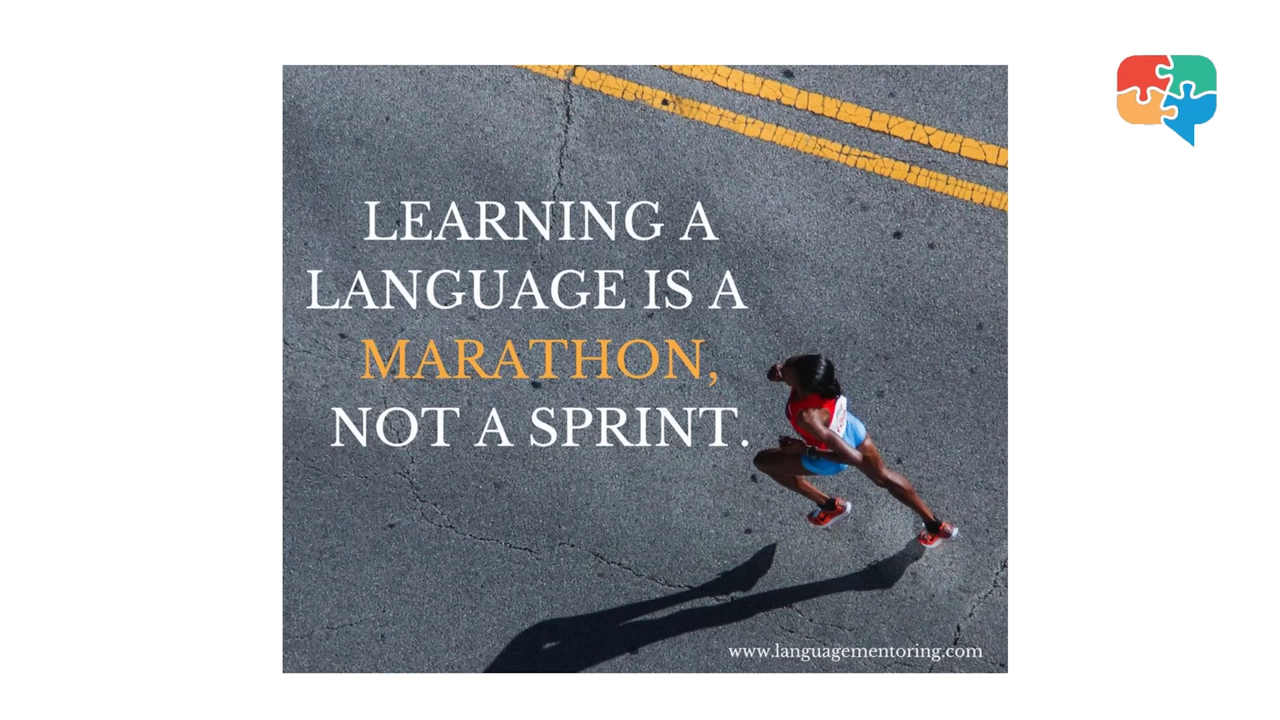 LEARNING A
LANGUAGE IS A
MARATHON,
NOT A SPRINT.
www.languagementoring.com